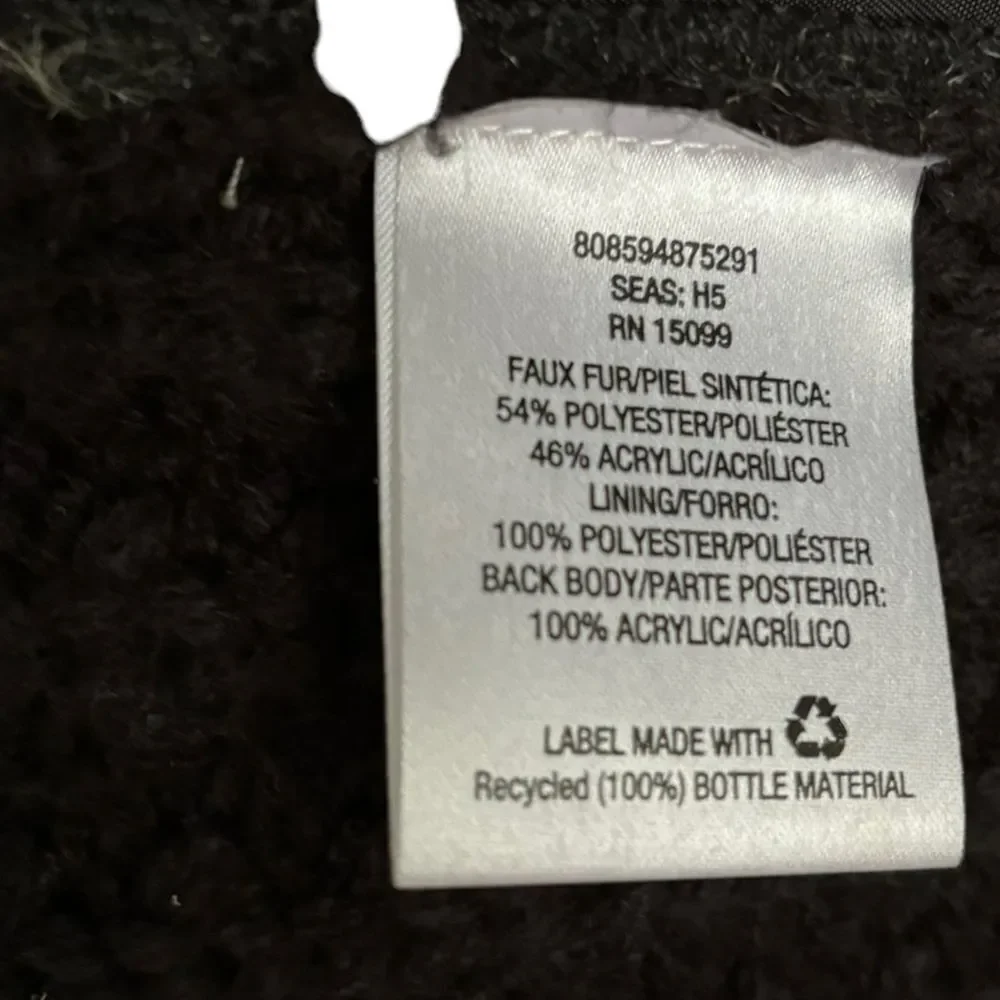 808594875291
SEAS: H5
RN 15099
FAUX FUR/PIEL SINTÉTICA:
54% POLYESTER/POLIÉSTER
46% ACRYLIC/ACRÍLICO
LINING/FORRO:
100% POLYESTER/POLIÉSTER
BACK BODY/PARTE POSTERIOR:
100% ACRYLIC/ACRÍLICO
LABEL MADE WITH
Recycled (100%) BOTTLE MATERIAL